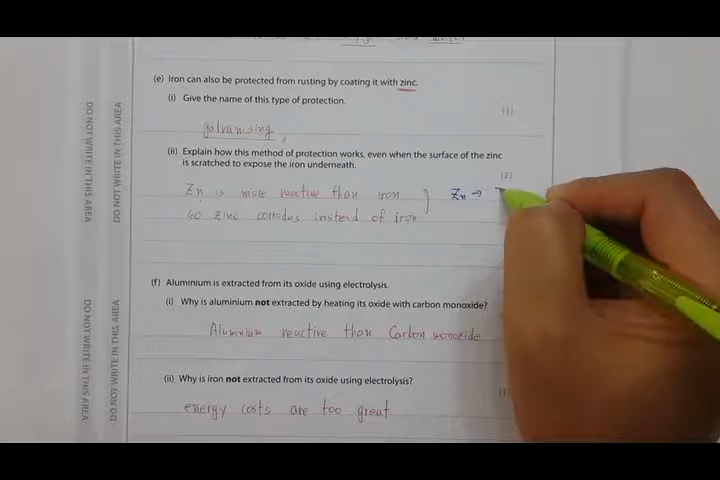 (e) Iron can also be protected from rusting by coating it with zinc.
(i) Give the name of this type of protection.
(1)
galvanising
(ii) Explain how this method of protection works, even when the surface of the zinc
is scratched to expose the iron underneath.
(2)
Zn is more reactive than iron } Zn →
so zinc corrodes instead of iron
(f) Aluminium is extracted from its oxide using electrolysis.
(i) Why is aluminium not extracted by heating its oxide with carbon monoxide?
Aluminium reactive than Carbon monoxide
(ii) Why is iron not extracted from its oxide using electrolysis?
energy costs are too great
DO NOT WRITE IN THIS AREA
DO NOT WRITE IN THIS AREA
DO NOT WRITE IN THIS AREA
DO NOT WRITE IN THIS AREA